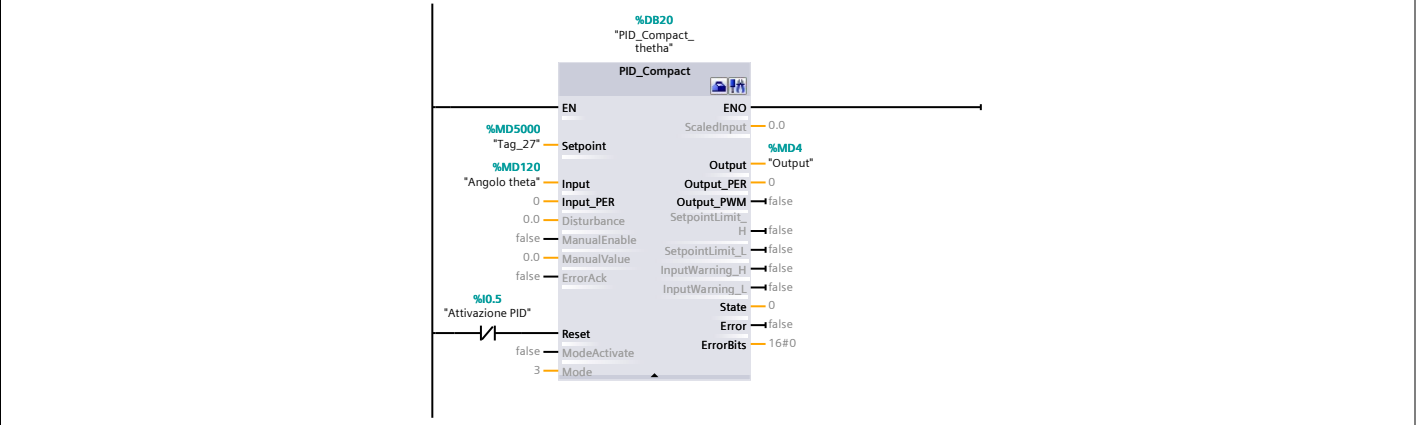 %DB20
"PID_Compact_
thetha"
PID_Compact
EN
ENO
ScaledInput
0.0
%MD5000
"Tag_27"
Setpoint
%MD4
Output
"Output"
%MD120
"Angolo theta"
Input
Output_PER
0
0
Input_PER
Output_PWM
false
0.0
Disturbance
SetpointLimit_
H
false
false
ManualEnable
SetpointLimit_L
false
0.0
ManualValue
InputWarning_H
false
false
ErrorAck
InputWarning_L
false
State
0
%I0.5
"Attivazione PID"
Reset
Error
false
ErrorBits
16#0
false
ModeActivate
3
Mode